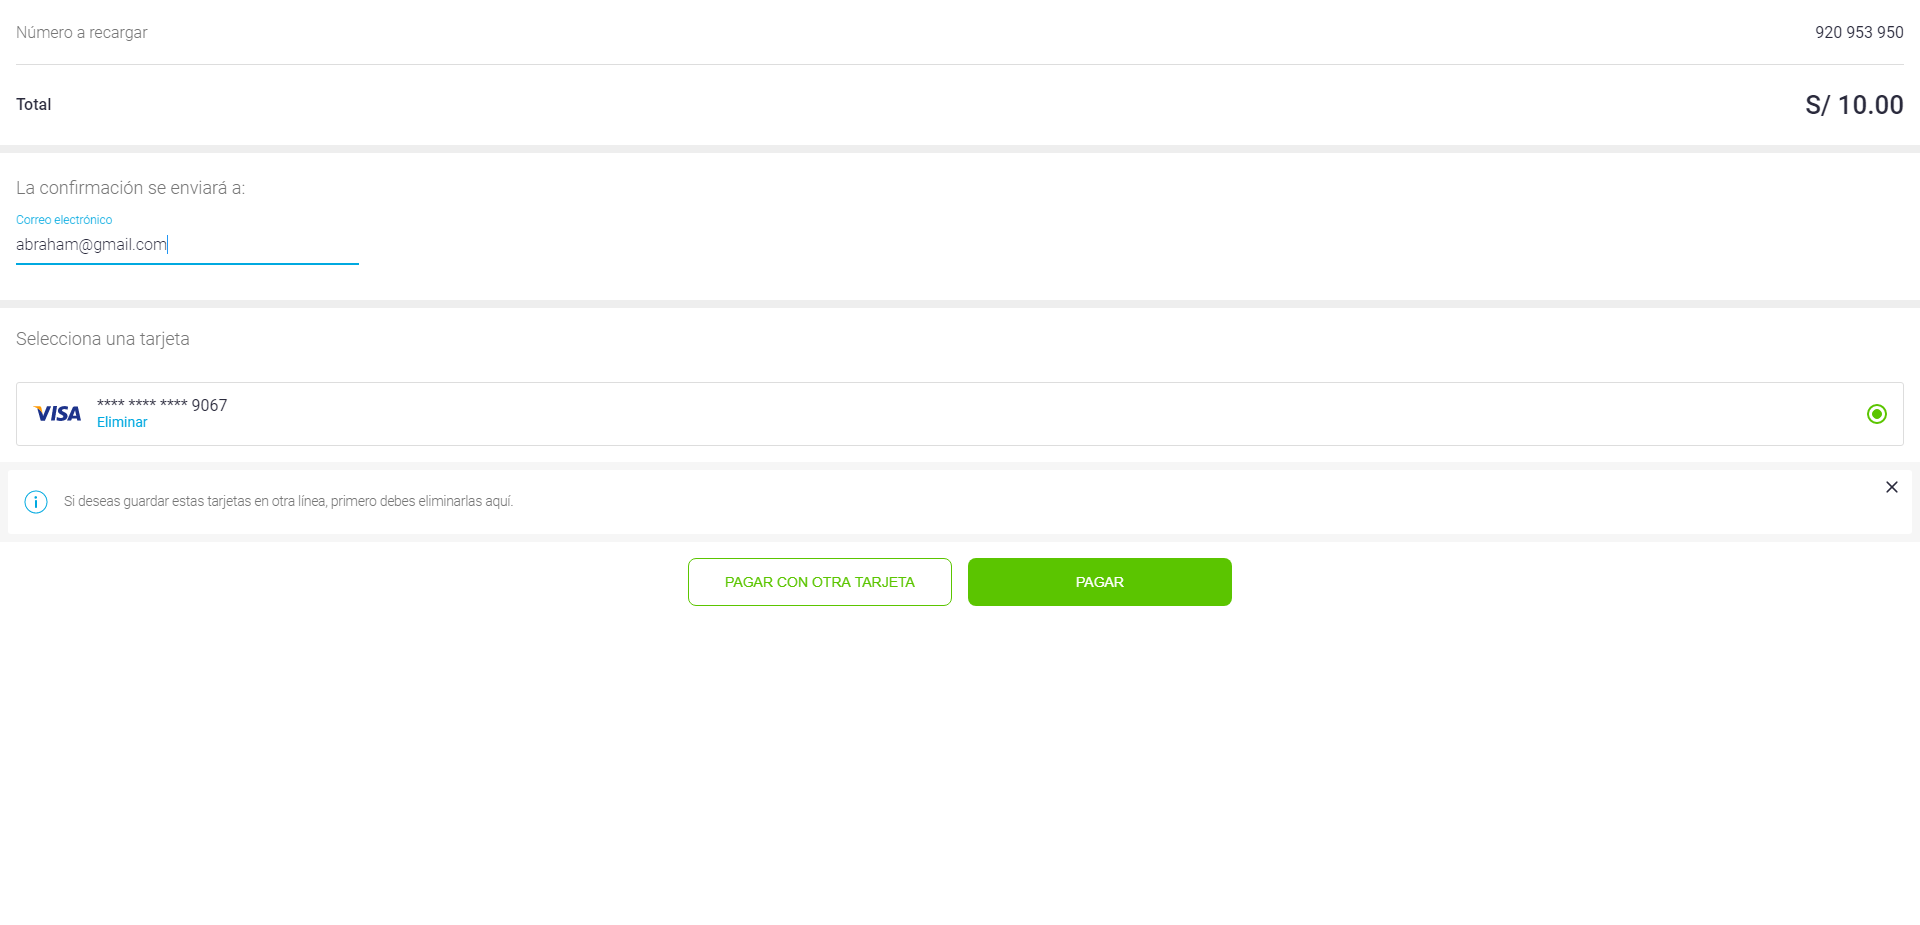 Número a recargar 920 953 950
Total S/ 10.00
La confirmación se enviará a:
Correo electrónico
abraham@gmail.com
Selecciona una tarjeta
VISA **** **** **** 9067
Eliminar
Si deseas guardar estas tarjetas en otra línea, primero debes eliminarlas aquí.
PAGAR CON OTRA TARJETA PAGAR